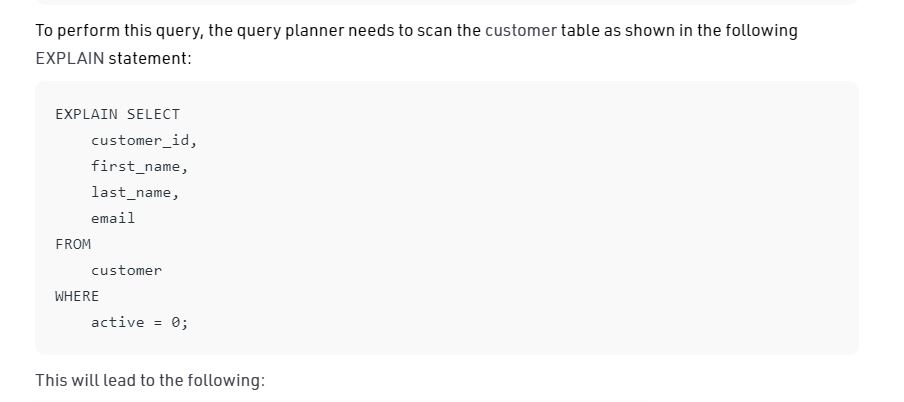 To perform this query, the query planner needs to scan the customer table as shown in the following
EXPLAIN statement:
EXPLAIN SELECT
    customer_id,
    first_name,
    last_name,
    email
FROM
    customer
WHERE
    active = 0;
This will lead to the following: